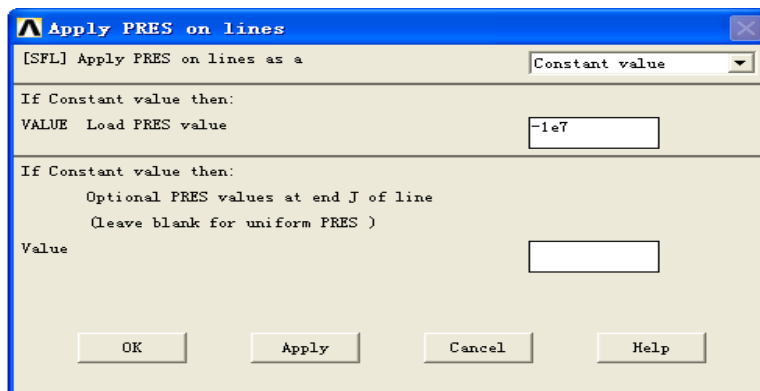 Apply PRES on lines
[SFL] Apply PRES on lines as a Constant value
If Constant value then:
VALUE Load PRES value -1e7
If Constant value then:
Optional PRES values at end J of line
(leave blank for uniform PRES )
Value
OK Apply Cancel Help